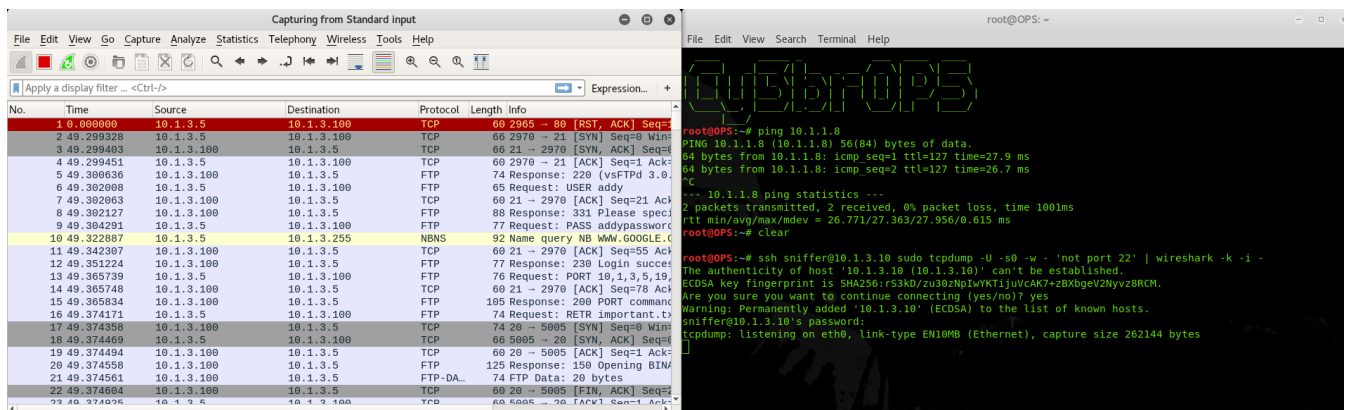 Capturing from Standard input
File Edit View Go Capture Analyze Statistics Telephony Wireless Tools Help
Apply a display filter ... <Ctrl-/> Expression... +
No. Time Source Destination Protocol Length Info
1 0.000000 10.1.3.5 10.1.3.100 TCP 60 2965 → 80 [RST, ACK] Seq=1
2 49.299328 10.1.3.5 10.1.3.100 TCP 66 2970 → 21 [SYN] Seq=0 Win=
3 49.299403 10.1.3.100 10.1.3.5 TCP 66 21 → 2970 [SYN, ACK] Seq=0
4 49.299451 10.1.3.5 10.1.3.100 TCP 60 2970 → 21 [ACK] Seq=1 Ack=
5 49.300636 10.1.3.100 10.1.3.5 FTP 74 Response: 220 (vsFTPd 3.0.
6 49.302008 10.1.3.5 10.1.3.100 FTP 65 Request: USER addy
7 49.302063 10.1.3.100 10.1.3.5 TCP 60 21 → 2970 [ACK] Seq=21 Ack
8 49.302127 10.1.3.100 10.1.3.5 FTP 88 Response: 331 Please speci
9 49.304291 10.1.3.5 10.1.3.100 FTP 77 Request: PASS addypassword
10 49.322887 10.1.3.5 10.1.3.255 NBNS 92 Name query NB WWW.GOOGLE.C
11 49.342307 10.1.3.100 10.1.3.5 TCP 60 21 → 2970 [ACK] Seq=55 Ack
12 49.351224 10.1.3.100 10.1.3.5 FTP 77 Response: 230 Login succes
13 49.365739 10.1.3.5 10.1.3.100 FTP 76 Request: PORT 10,1,3,5,19,
14 49.365748 10.1.3.100 10.1.3.5 TCP 60 21 → 2970 [ACK] Seq=78 Ack
15 49.365834 10.1.3.100 10.1.3.5 FTP 105 Response: 200 PORT command
16 49.374171 10.1.3.5 10.1.3.100 FTP 74 Request: RETR important.tx
17 49.374358 10.1.3.100 10.1.3.5 TCP 74 20 → 5005 [SYN] Seq=0 Win=
18 49.374469 10.1.3.5 10.1.3.100 TCP 66 5005 → 20 [SYN, ACK] Seq=0
19 49.374494 10.1.3.100 10.1.3.5 TCP 60 20 → 5005 [ACK] Seq=1 Ack=
20 49.374558 10.1.3.100 10.1.3.5 FTP 125 Response: 150 Opening BINA
21 49.374561 10.1.3.100 10.1.3.5 FTP-DA… 74 FTP Data: 20 bytes
22 49.374604 10.1.3.100 10.1.3.5 TCP 60 20 → 5005 [FIN, ACK] Seq=2
23 49.374925 10.1.3.5 10.1.3.100 TCP 60 5005 → 20 [ACK] Seq=1 Ack=
root@OPS: ~
File Edit View Search Terminal Help
root@OPS:~# ping 10.1.1.8
PING 10.1.1.8 (10.1.1.8) 56(84) bytes of data.
64 bytes from 10.1.1.8: icmp_seq=1 ttl=127 time=27.9 ms
64 bytes from 10.1.1.8: icmp_seq=2 ttl=127 time=26.7 ms
^C
--- 10.1.1.8 ping statistics ---
2 packets transmitted, 2 received, 0% packet loss, time 1001ms
rtt min/avg/max/mdev = 26.771/27.363/27.956/0.615 ms
root@OPS:~# clear
root@OPS:~# ssh sniffer@10.1.3.10 sudo tcpdump -U -s0 -w - 'not port 22' | wireshark -k -i -
The authenticity of host '10.1.3.10 (10.1.3.10)' can't be established.
ECDSA key fingerprint is SHA256:rS3kD/zu30zNpIwYKTijuVcAK7+zBXbgeV2Nyvz8RCM.
Are you sure you want to continue connecting (yes/no)? yes
Warning: Permanently added '10.1.3.10' (ECDSA) to the list of known hosts.
sniffer@10.1.3.10's password:
tcpdump: listening on eth0, link-type EN10MB (Ethernet), capture size 262144 bytes